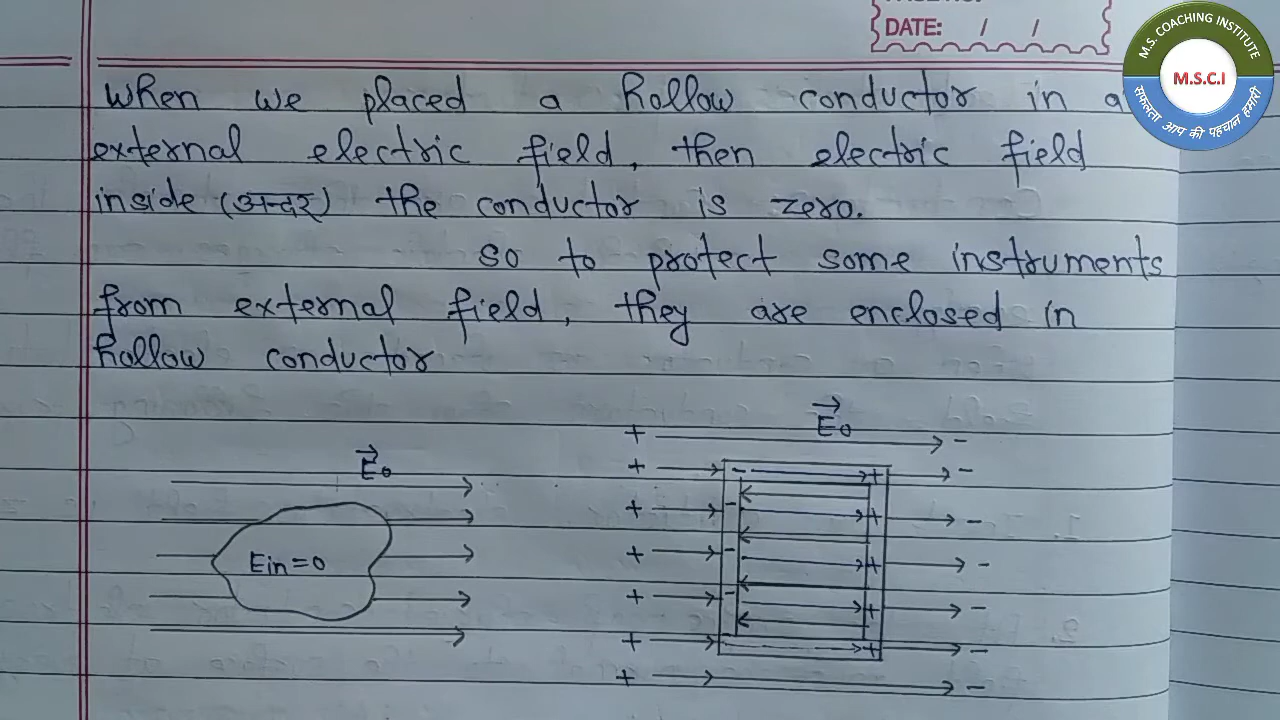 DATE: / /
M.S. COACHING INSTITUTE
M.S.C.I
सफलता आप की पहचान हमारी
When we placed a hollow conductor in a
external electric field, then electric field
inside (अन्दर) the conductor is zero.
so to protect some instruments
from external field, they are enclosed in
hollow conductor
E₀
Ein=0
E₀
+ -
+ - + -
+ - + -
+ - + -
+ - + -
+ - + -
+ -